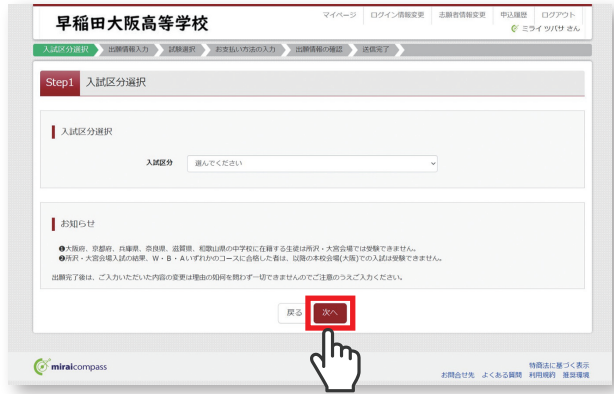 早稲田大阪高等学校
マイページ ログイン情報変更 志願者情報変更 申込履歴 ログアウト
ミライ ツバサ さん
入試区分選択 出願情報入力 試験選択 お支払い方法の入力 出願情報の確認 送信完了
Step1 入試区分選択
入試区分選択
入試区分 選んでください
お知らせ
❶大阪府、京都府、兵庫県、奈良県、滋賀県、和歌山県の中学校に在籍する生徒は所沢・大宮会場では受験できません。
❷所沢・大宮会場入試の結果、W・B・Aいずれかのコースに合格した者は、以降の本校会場(大阪)での入試は受験できません。
出願完了後は、ご入力いただいた内容の変更は理由の如何を問わず一切できませんのでご注意のうえご入力ください。
戻る 次へ
miraicompass
特商法に基づく表示
お問合せ先 よくある質問 利用規約 推奨環境